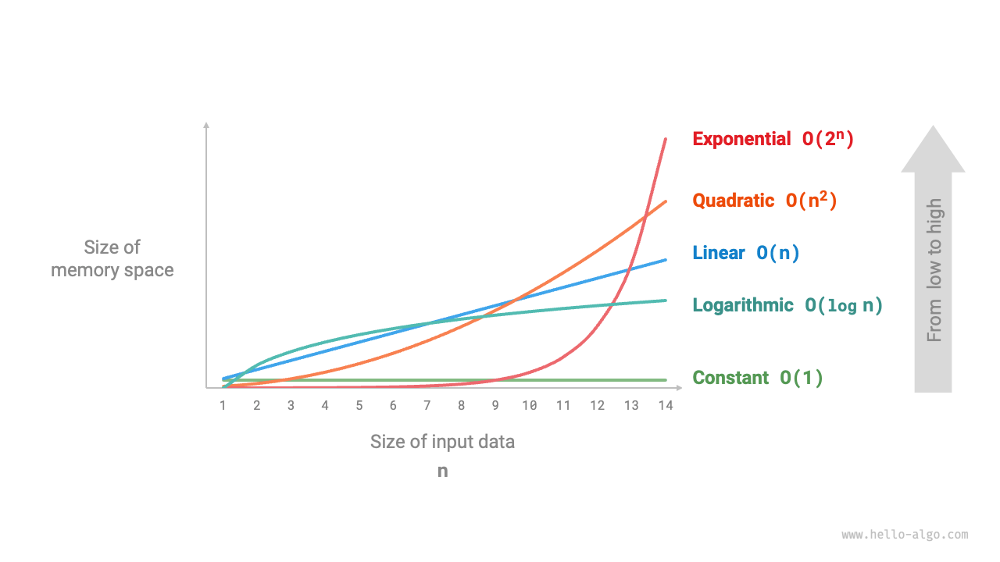 Exponential O(2ⁿ)
Quadratic O(n²)
Linear O(n)
Logarithmic O(log n)
Constant O(1)
From low to high
Size of
memory space
1 2 3 4 5 6 7 8 9 10 11 12 13 14
Size of input data
n
www.hello-algo.com